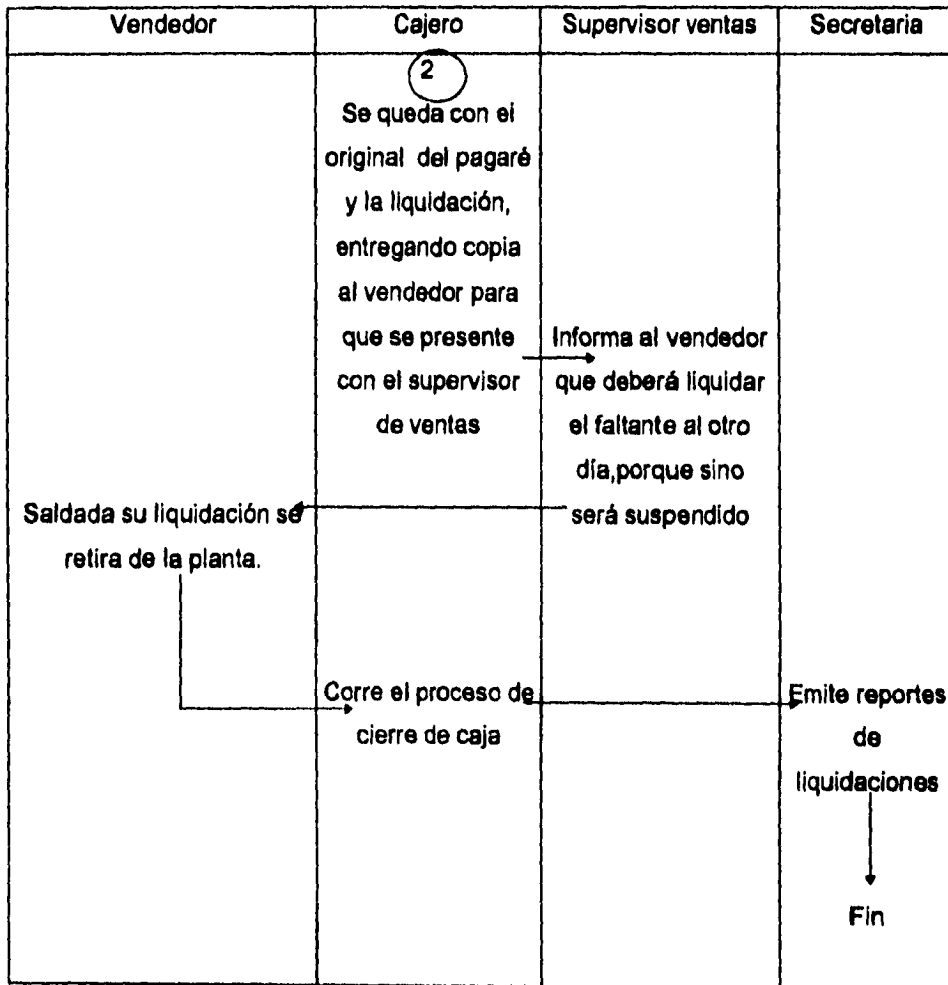 Vendedor
Cajero
Supervisor ventas
Secretaria
2
Se queda con el
original del pagaré
y la liquidación,
entregando copia
al vendedor para
que se presente
con el supervisor
de ventas
Informa al vendedor
que deberá liquidar
el faltante al otro
día,porque sino
será suspendido
Saldada su liquidación se
retira de la planta.
Corre el proceso de
cierre de caja
Emite reportes
de
liquidaciones
Fin